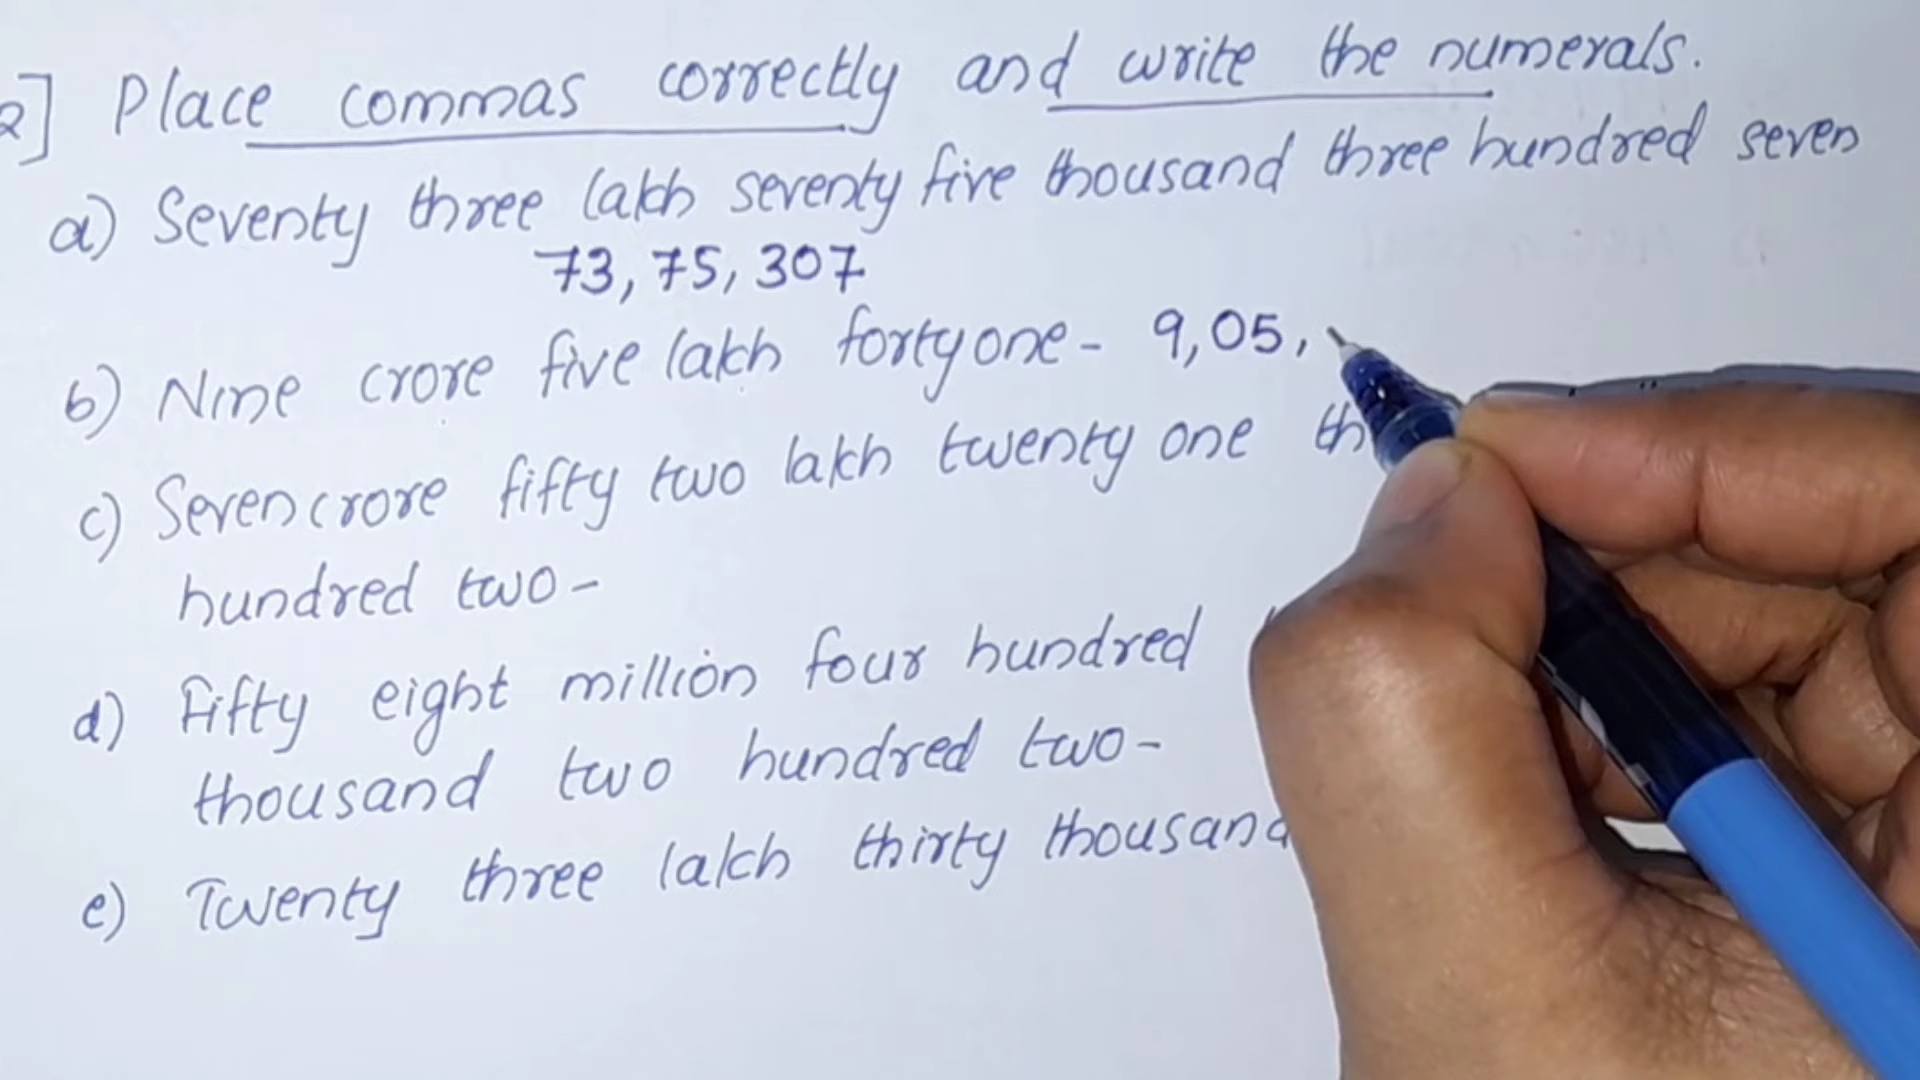 2] Place commas correctly and write the numerals.
a) Seventy three lakh seventy five thousand three hundred seven
73,75,307
b) Nine crore five lakh forty one - 9,05,
c) Seven crore fifty two lakh twenty one
hundred two -
d) Fifty eight million four hundred
thousand two hundred two -
e) Twenty three lakh thirty thousand